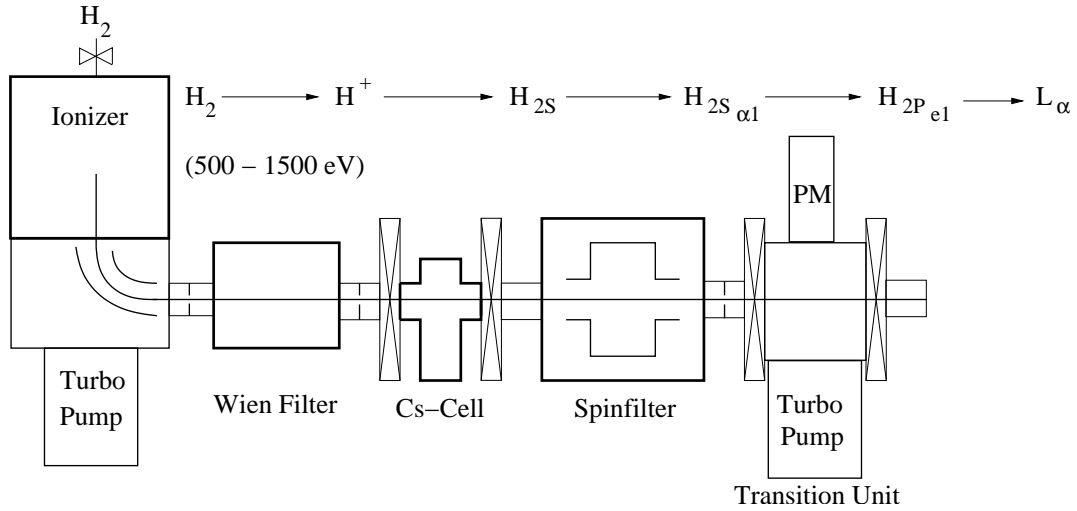 H2
Ionizer
H2 → H+ → H2S → H2Sα1 → H2Pe1 → Lα
(500 – 1500 eV)
PM
Turbo
Pump
Wien Filter
Cs–Cell
Spinfilter
Turbo
Pump
Transition Unit